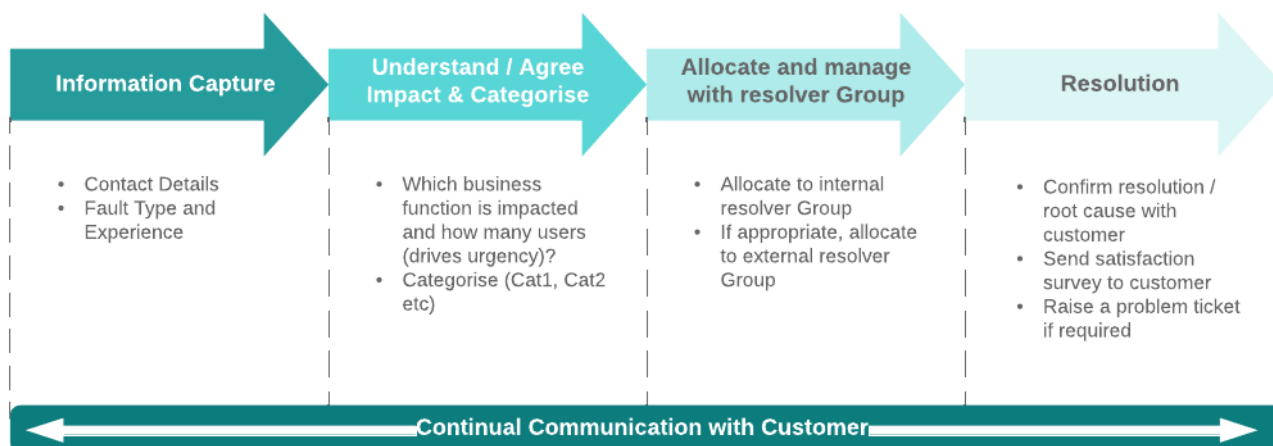 Information Capture
Understand / Agree
Impact & Categorise
Allocate and manage
with resolver Group
Resolution
• Contact Details
• Fault Type and
Experience
• Which business
function is impacted
and how many users
(drives urgency)?
• Categorise (Cat1, Cat2
etc)
• Allocate to internal
resolver Group
• If appropriate, allocate
to external resolver
Group
• Confirm resolution /
root cause with
customer
• Send satisfaction
survey to customer
• Raise a problem ticket
if required
Continual Communication with Customer